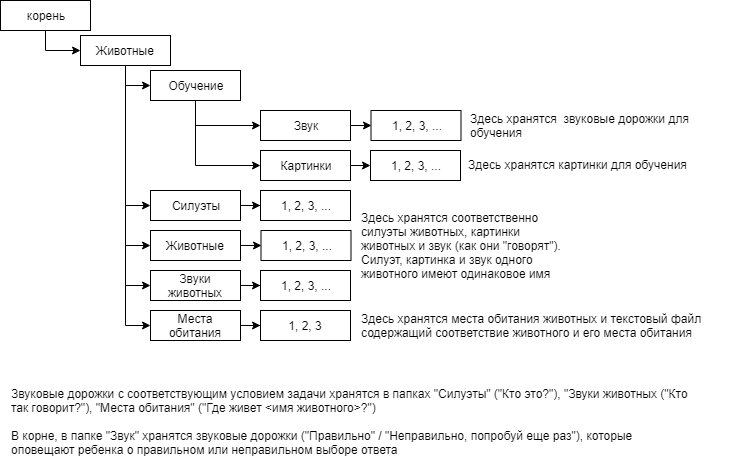 корень
Животные
Обучение
Звук
1, 2, 3, ...
Здесь хранятся звуковые дорожки для
обучения
Картинки
1, 2, 3, ...
Здесь хранятся картинки для обучения
Силуэты
1, 2, 3, ...
Животные
1, 2, 3, ...
Звуки
животных
1, 2, 3, ...
Здесь хранятся соответственно
силуэты животных, картинки
животных и звук (как они "говорят").
Силуэт, картинка и звук одного
животного имеют одинаковое имя
Места
обитания
1, 2, 3
Здесь хранятся места обитания животных и текстовый файл
содержащий соответствие животного и его места обитания
Звуковые дорожки с соответствующим условием задачи хранятся в папках "Силуэты" ("Кто это?"), "Звуки животных ("Кто
так говорит?"), "Места обитания" ("Где живет <имя животного>?")
В корне, в папке "Звук" хранятся звуковые дорожки ("Правильно" / "Неправильно, попробуй еще раз"), которые
оповещают ребенка о правильном или неправильном выборе ответа